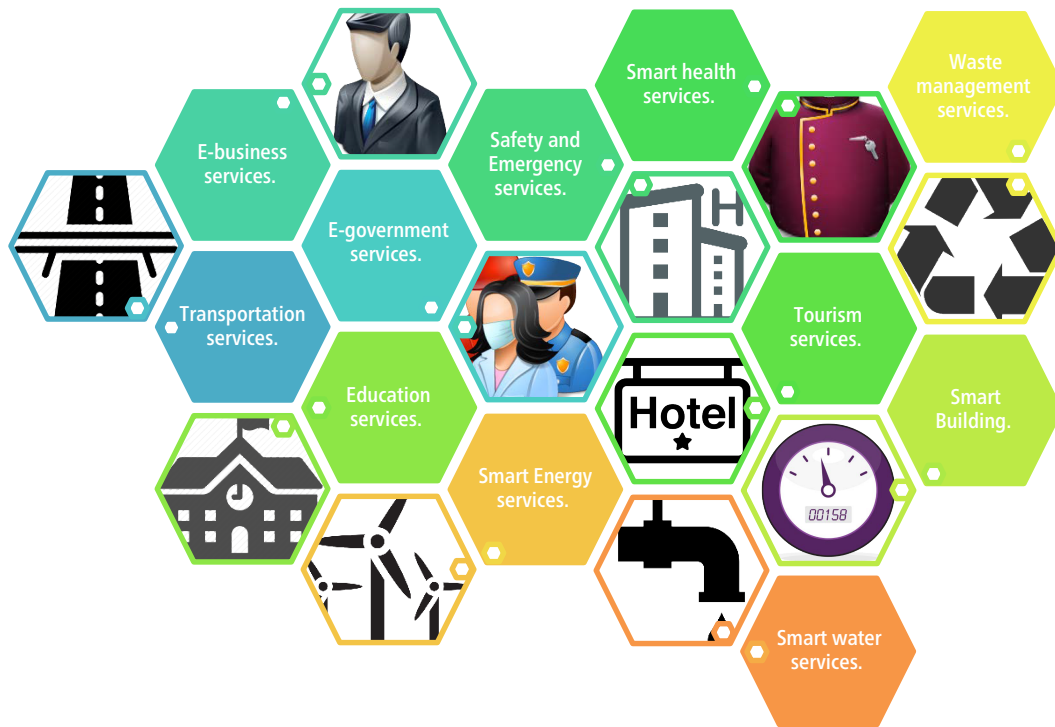 Smart health
services.
Waste
management
services.
E-business
services.
Safety and
Emergency
services.
H
E-government
services.
Transportation
services.
Tourism
services.
Education
services.
Hotel
Smart
Building.
Smart Energy
services.
00158
Smart water
services.